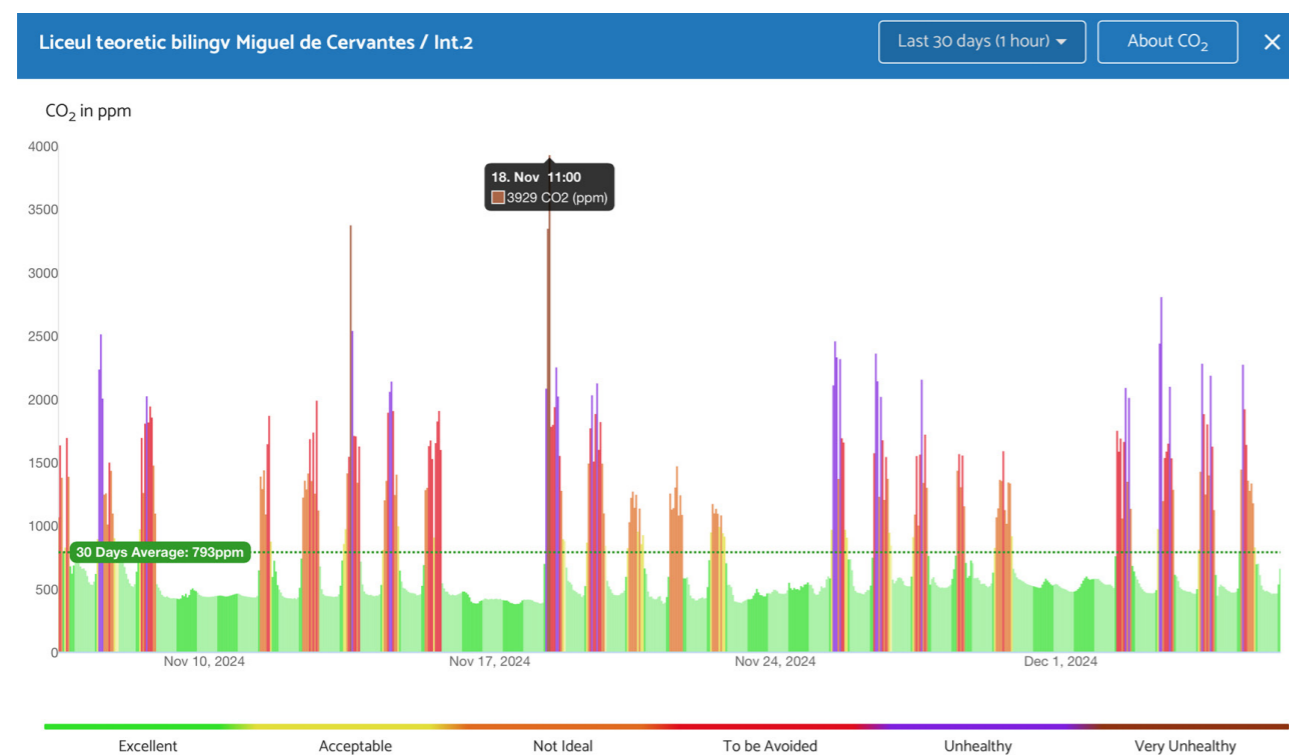 Liceul teoretic bilingv Miguel de Cervantes / Int.2
Last 30 days (1 hour)
About CO₂
CO₂ in ppm
4000
18. Nov 11:00
3929 CO2 (ppm)
3500
3000
2500
2000
1500
1000
30 Days Average: 793ppm
500
0
Nov 10, 2024 Nov 17, 2024 Nov 24, 2024 Dec 1, 2024
Excellent Acceptable Not Ideal To be Avoided Unhealthy Very Unhealthy